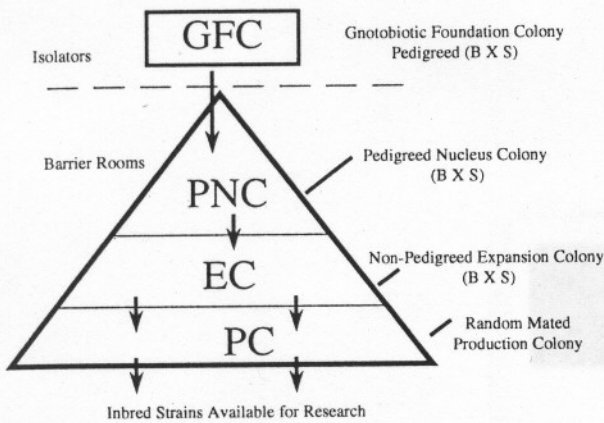 GFC
Gnotobiotic Foundation Colony
Pedigreed (B X S)
Isolators
Barrier Rooms
Pedigreed Nucleus Colony
(B X S)
PNC
Non-Pedigreed Expansion Colony
(B X S)
EC
Random Mated
Production Colony
PC
Inbred Strains Available for Research